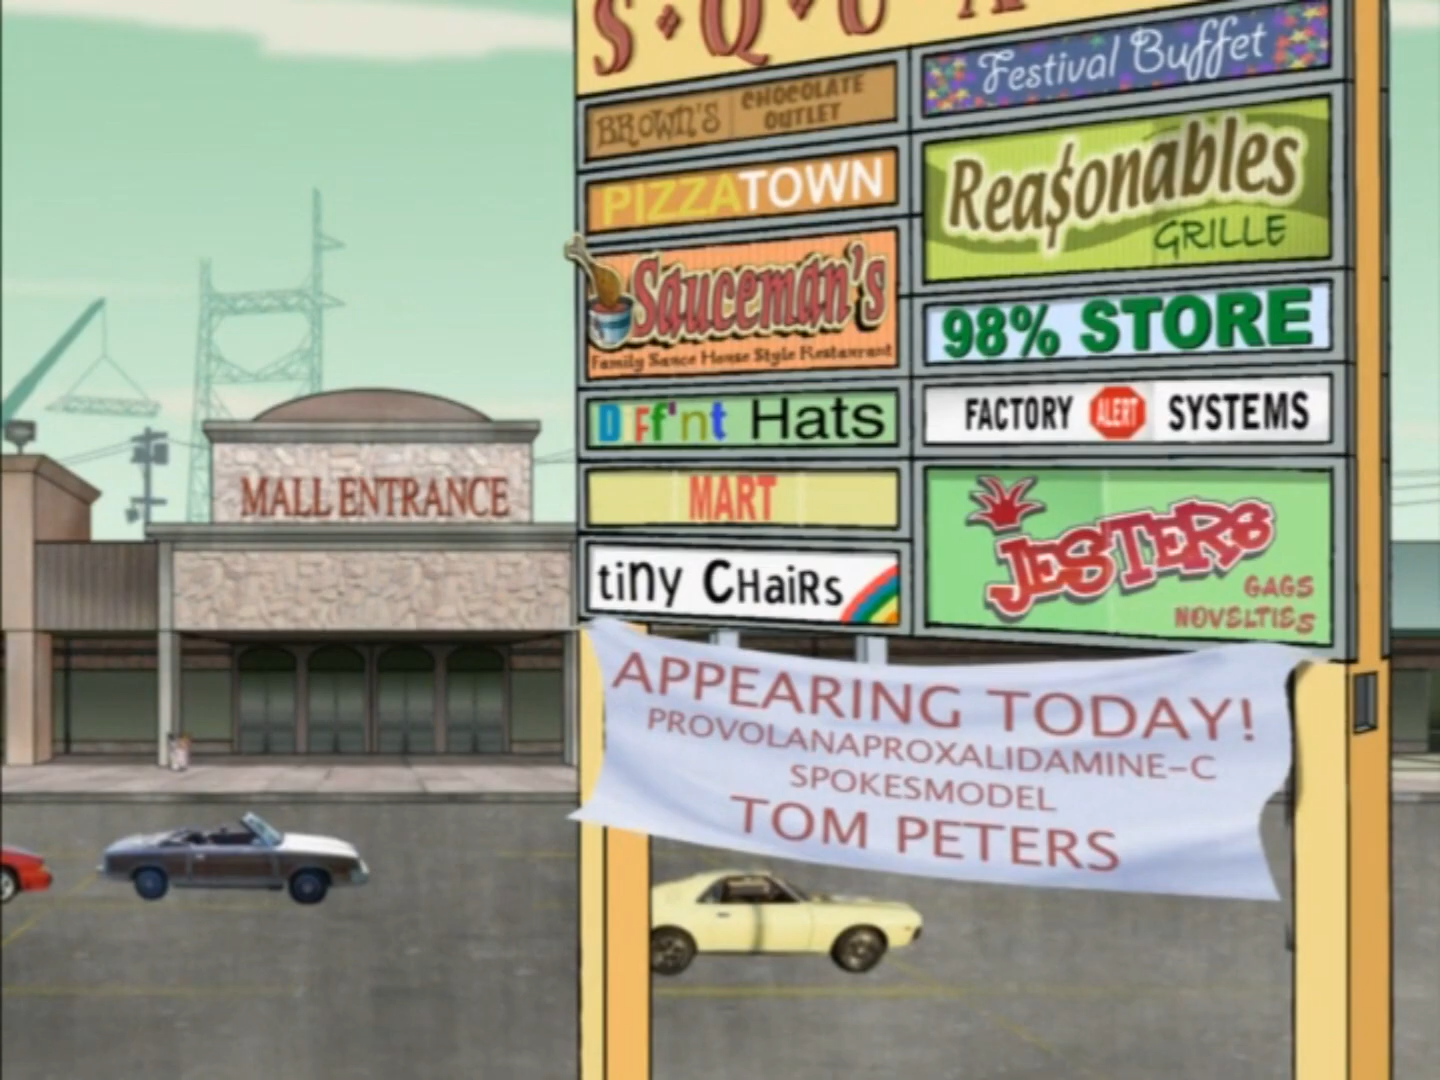 S•QUA
BROWN'S CHOCOLATE OUTLET
PIZZATOWN
Sauceman's
Family Sauce House Style Restaurant
Diff'nt Hats
MART
tiny CHaiRs
Festival Buffet
Rea$onables
GRILLE
98% STORE
FACTORY ALERT SYSTEMS
JESTERS
GAGS
NOVELTIES
MALL ENTRANCE
APPEARING TODAY!
PROVOLANAPROXALIDAMINE-C
SPOKESMODEL
TOM PETERS